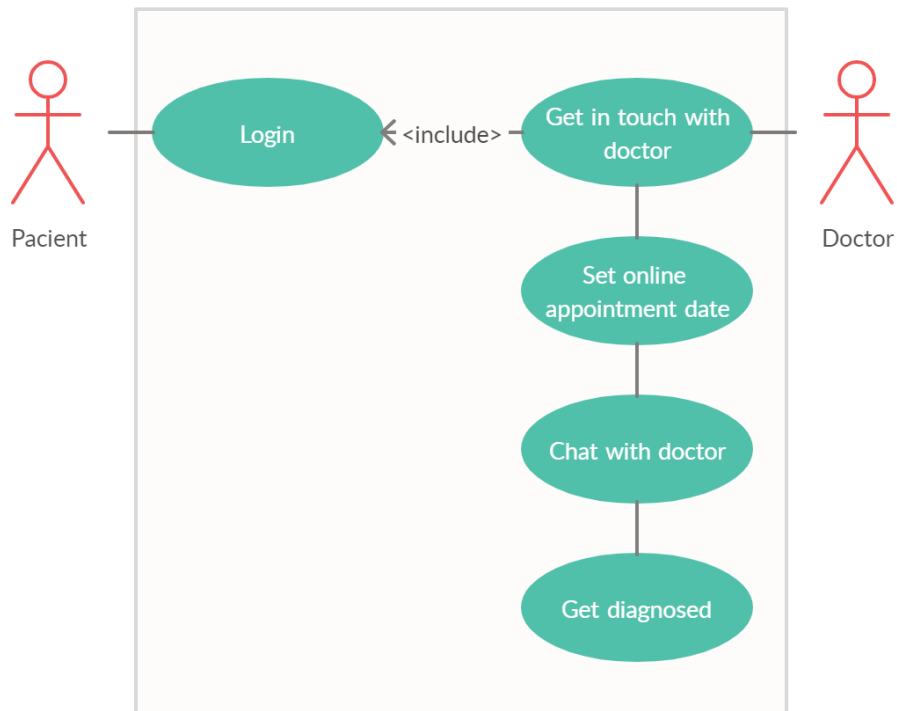 Login
<include>
Get in touch with
doctor
Pacient
Doctor
Set online
appointment date
Chat with doctor
Get diagnosed